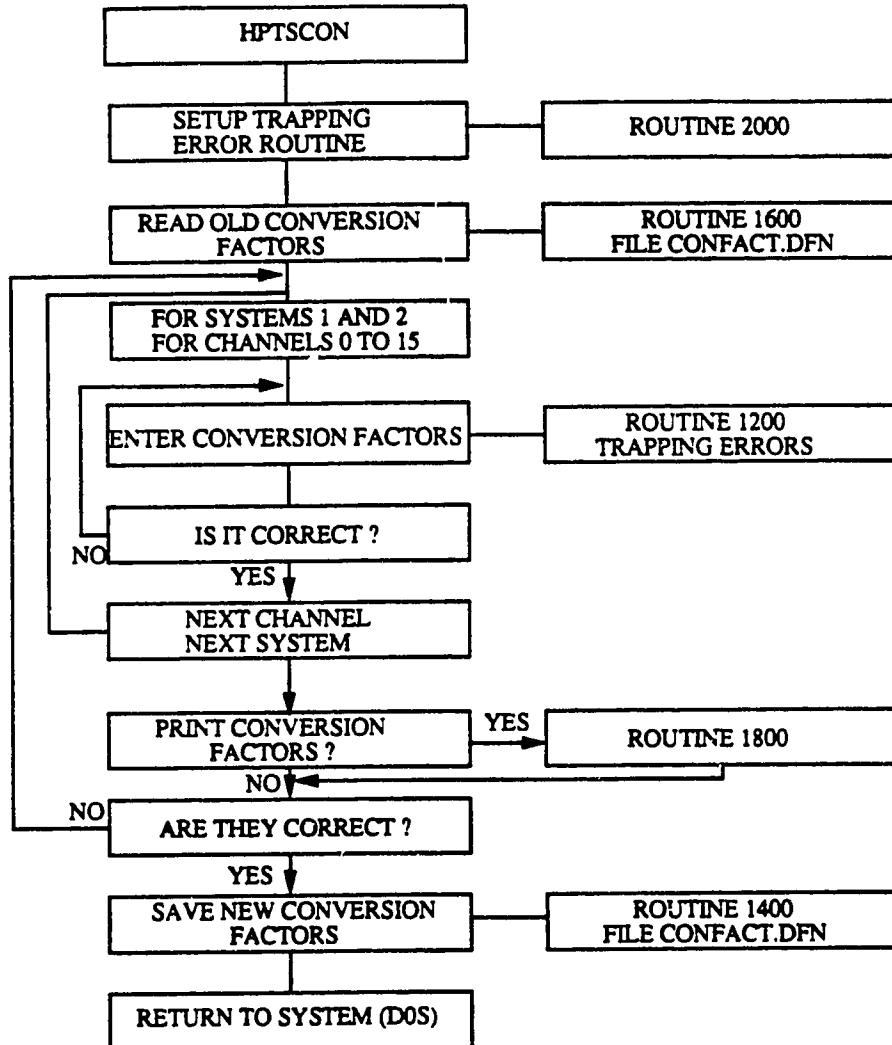 HPTSCON
SETUP TRAPPING
ERROR ROUTINE
ROUTINE 2000
READ OLD CONVERSION
FACTORS
ROUTINE 1600
FILE CONFACT.DFN
FOR SYSTEMS 1 AND 2
FOR CHANNELS 0 TO 15
ENTER CONVERSION FACTORS
ROUTINE 1200
TRAPPING ERRORS
IS IT CORRECT ?
NO
YES
NEXT CHANNEL
NEXT SYSTEM
PRINT CONVERSION
FACTORS ?
YES
ROUTINE 1800
NO
NO
ARE THEY CORRECT ?
YES
SAVE NEW CONVERSION
FACTORS
ROUTINE 1400
FILE CONFACT.DFN
RETURN TO SYSTEM (D0S)